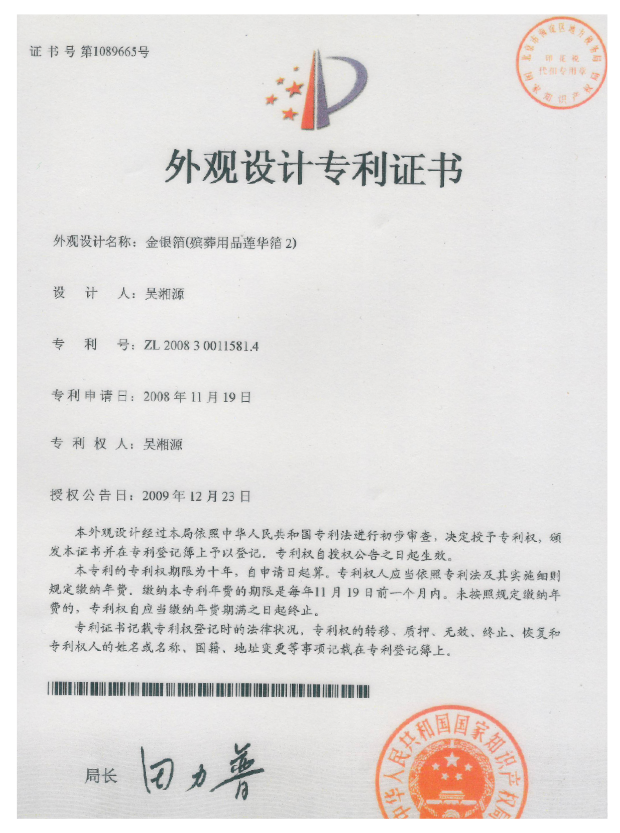 证书号第1089665号
外观设计专利证书
外观设计名称：金银箔(殡葬用品莲华箔2)
设计人：吴湘源
专利号：ZL 2008 3 0011581.4
专利申请日：2008年11月19日
专利权人：吴湘源
授权公告日：2009年12月23日
本外观设计经过本局依照中华人民共和国专利法进行初步审查，决定授予专利权，颁
发本证书并在专利登记簿上予以登记。专利权自授权公告之日起生效。
本专利的专利权期限为十年，自申请日起算。专利权人应当依照专利法及其实施细则
规定缴纳年费。缴纳本专利年费的期限是每年11月19日前一个月内。未按照规定缴纳年
费的，专利权自应当缴纳年费期满之日起终止。
专利证书记载专利权登记时的法律状况，专利权的转移、质押、无效、终止、恢复和
专利权人的姓名或名称、国籍、地址变更等事项记载在专利登记簿上。
局长
田力普
中华人民共和国国家知识产权局